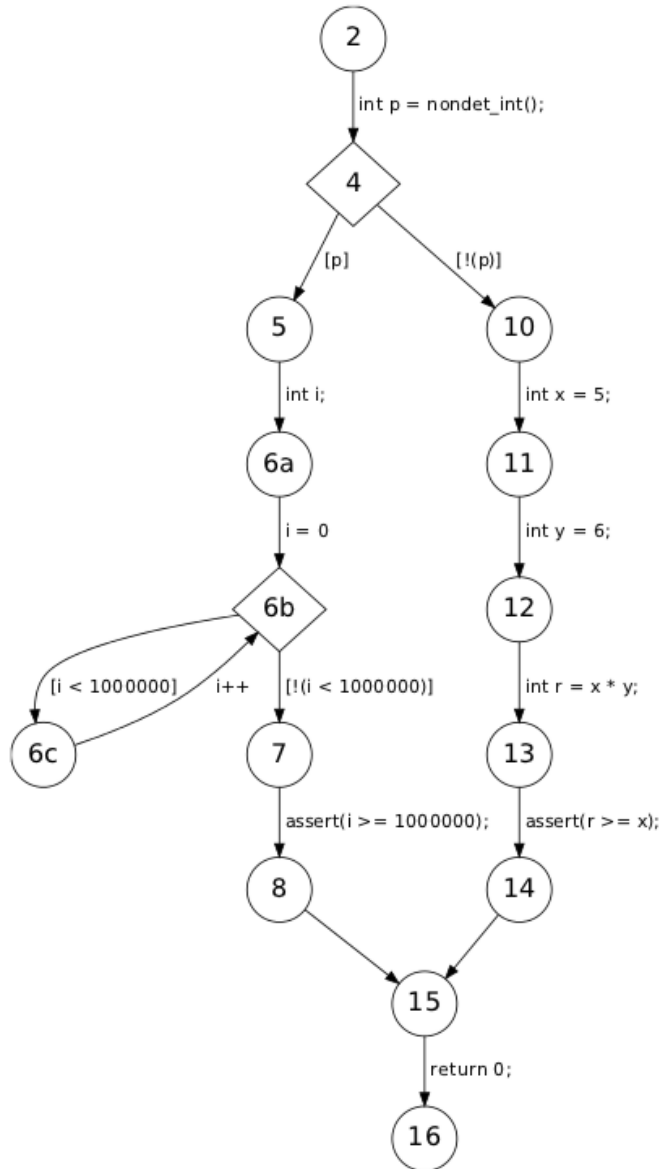 2
int p = nondet_int();
4
[p]
[!(p)]
5
10
int i;
int x = 5;
6a
11
i = 0
int y = 6;
6b
12
[i < 1000000]
i++
[!(i < 1000000)]
int r = x * y;
6c
7
13
assert(i >= 1000000);
assert(r >= x);
8
14
15
return 0;
16